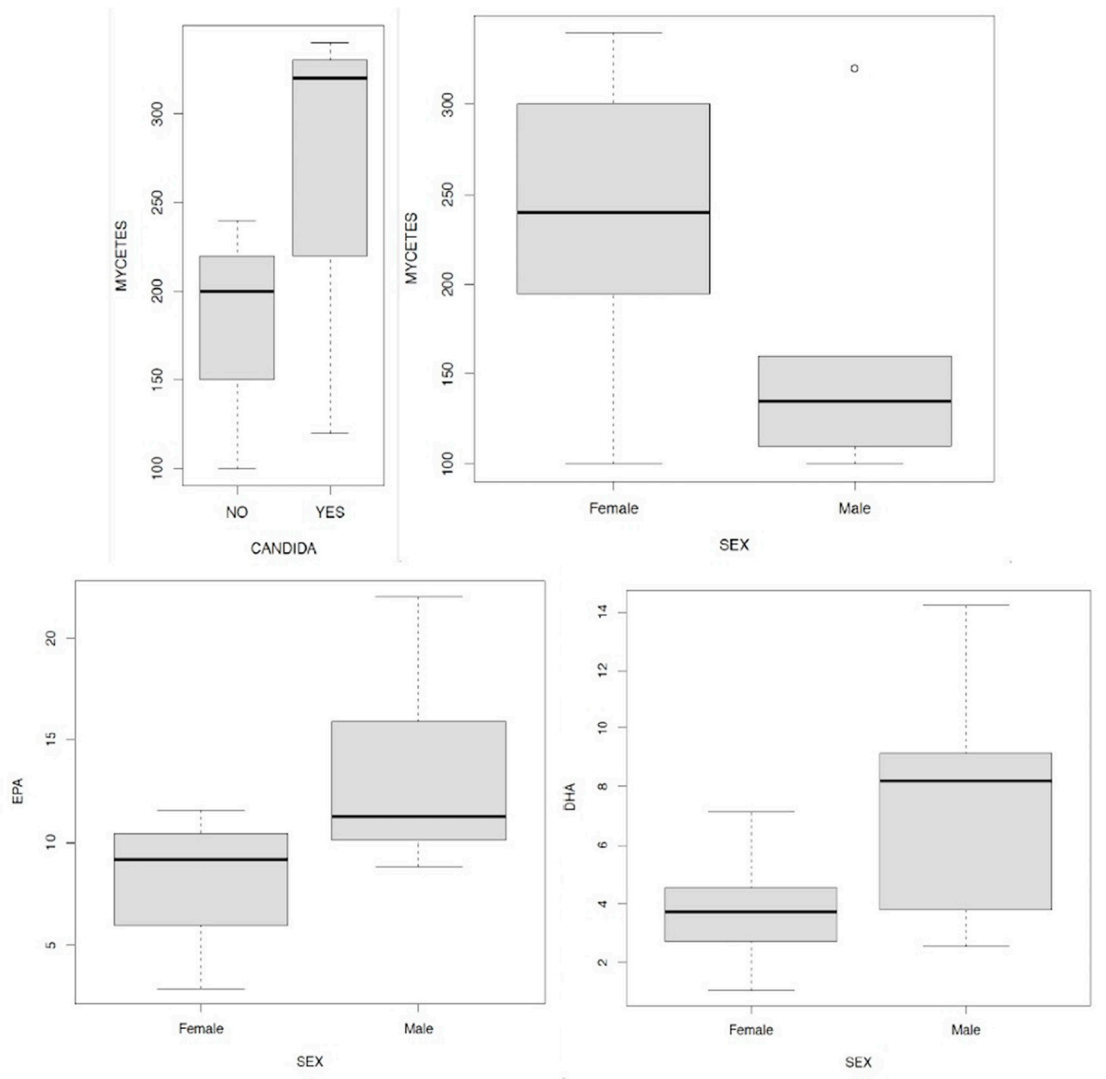 MYCETES
300
250
200
150
100
NO YES
CANDIDA
MYCETES
300
250
200
150
100
Female Male
SEX
EPA
20
15
10
5
Female Male
SEX
DHA
14
12
10
8
6
4
2
Female Male
SEX